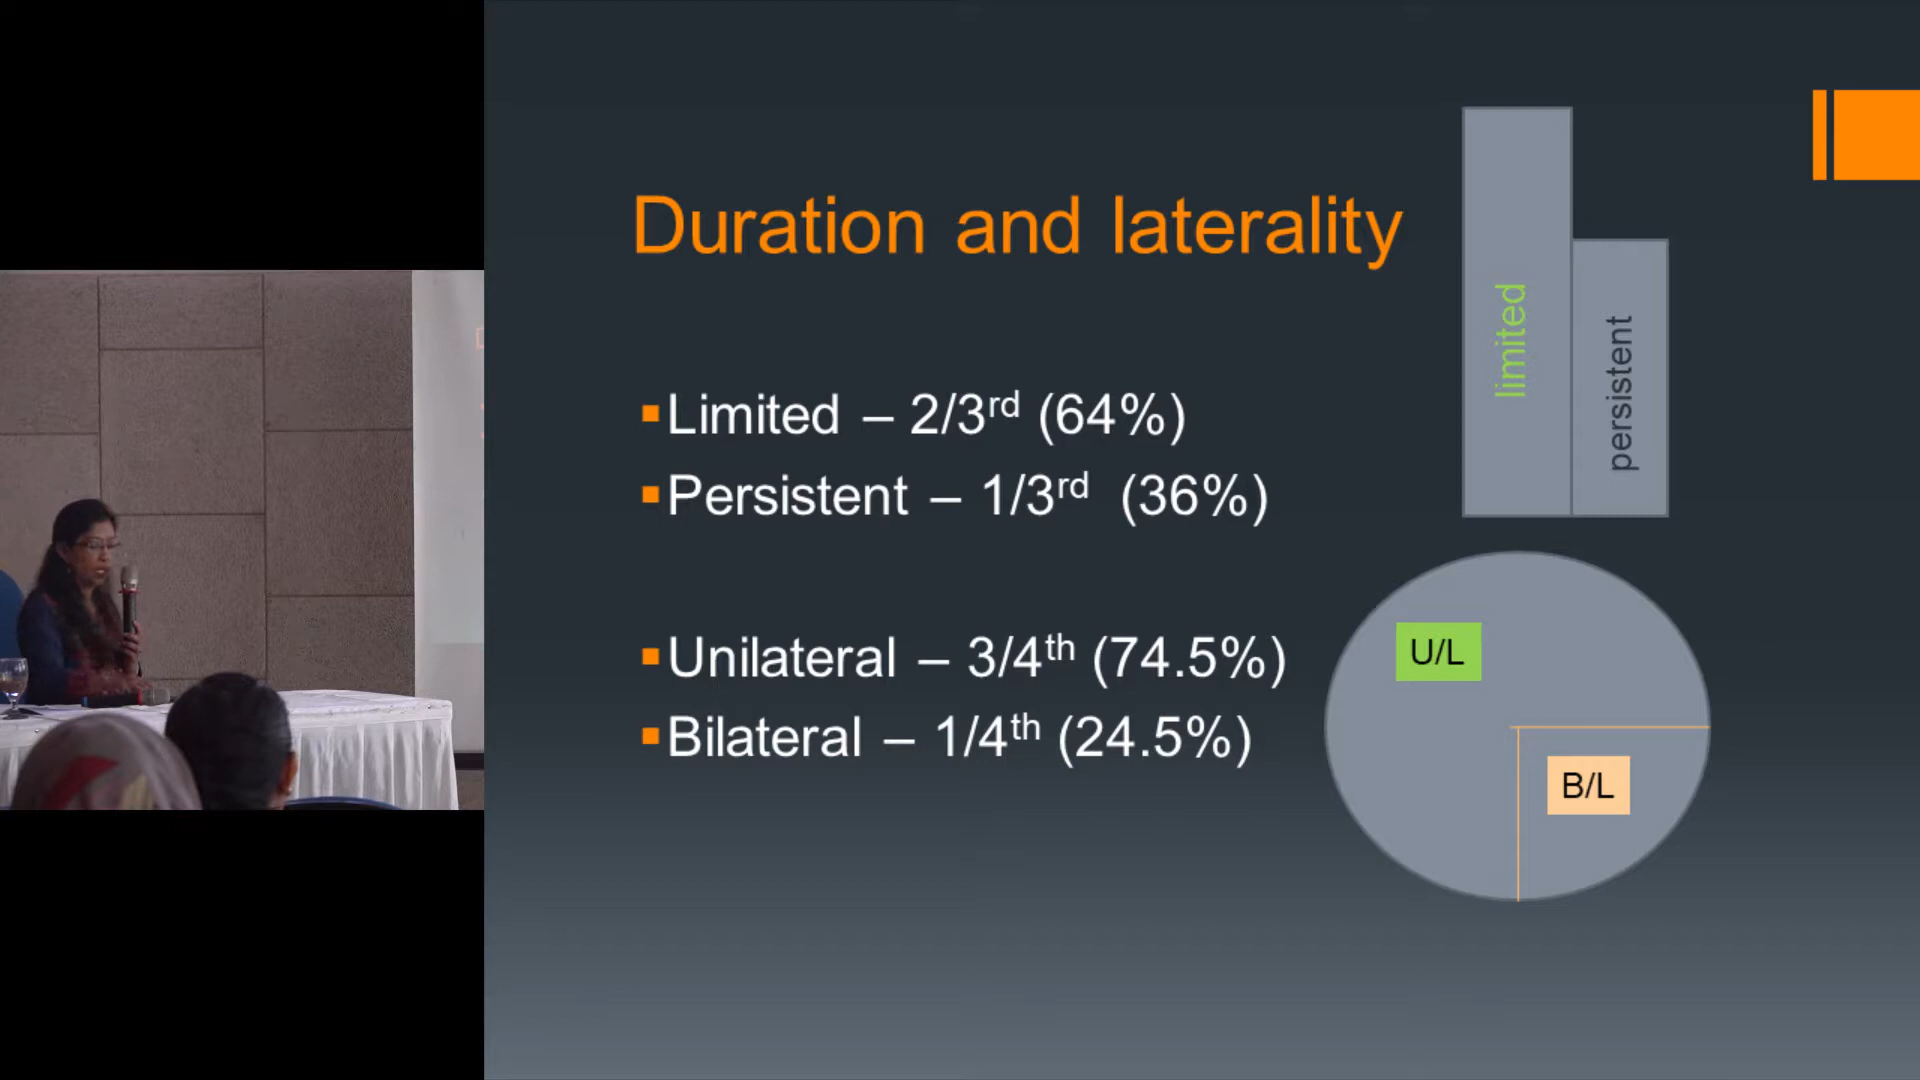 Duration and laterality
Limited – 2/3rd (64%)
Persistent – 1/3rd (36%)
Unilateral – 3/4th (74.5%)
Bilateral – 1/4th (24.5%)
limited
persistent
U/L
B/L